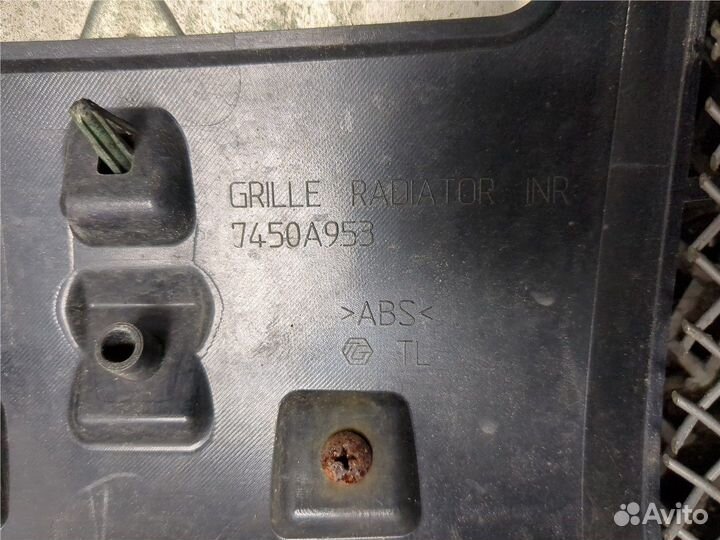 GRILLE RADIATOR INR
7450A953
>ABS<
TL
Avito